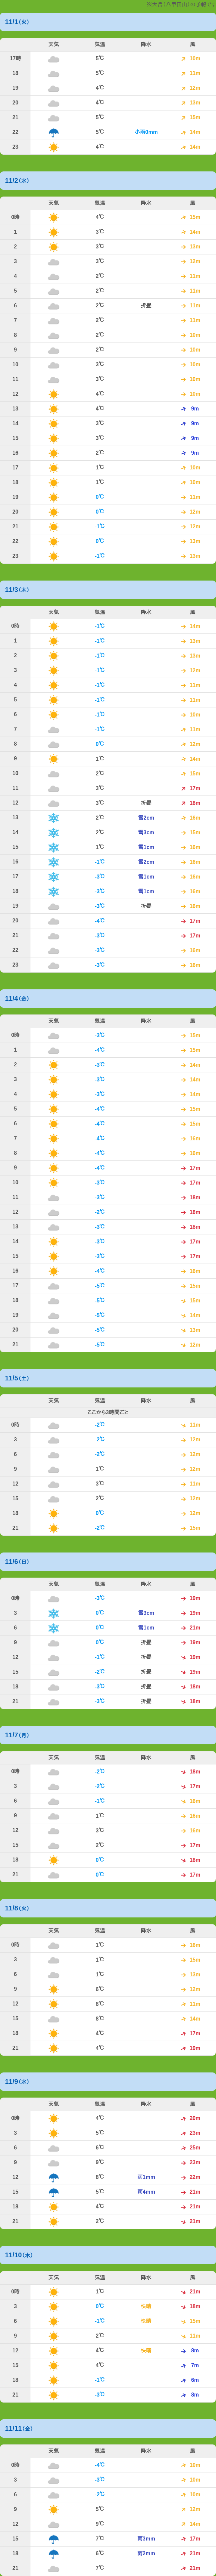 ※大岳(八甲田山)の予報です
11/1(火)
天気 気温 降水 風
17時 5℃ 10m
18 5℃ 11m
19 4℃ 12m
20 4℃ 13m
21 5℃ 15m
22 5℃ 小雨0mm 14m
23 4℃ 14m
11/2(水)
天気 気温 降水 風
0時 4℃ 15m
1 3℃ 14m
2 3℃ 13m
3 3℃ 12m
4 2℃ 11m
5 2℃ 11m
6 2℃ 折畳 11m
7 2℃ 11m
8 2℃ 10m
9 2℃ 10m
10 3℃ 10m
11 3℃ 10m
12 4℃ 10m
13 4℃ 9m
14 3℃ 9m
15 3℃ 9m
16 2℃ 9m
17 1℃ 10m
18 1℃ 10m
19 0℃ 11m
20 0℃ 12m
21 -1℃ 12m
22 0℃ 13m
23 -1℃ 13m
11/3(木)
天気 気温 降水 風
0時 -1℃ 14m
1 -1℃ 13m
2 -1℃ 13m
3 -1℃ 12m
4 -1℃ 11m
5 -1℃ 11m
6 -1℃ 10m
7 -1℃ 11m
8 0℃ 12m
9 1℃ 14m
10 2℃ 15m
11 3℃ 17m
12 3℃ 折畳 18m
13 2℃ 雪2cm 16m
14 2℃ 雪3cm 15m
15 1℃ 雪1cm 16m
16 -1℃ 雪2cm 16m
17 -3℃ 雪1cm 16m
18 -3℃ 雪1cm 16m
19 -3℃ 折畳 16m
20 -4℃ 17m
21 -3℃ 17m
22 -3℃ 16m
23 -3℃ 16m
11/4(金)
天気 気温 降水 風
0時 -3℃ 15m
1 -4℃ 15m
2 -3℃ 14m
3 -3℃ 14m
4 -3℃ 14m
5 -4℃ 15m
6 -4℃ 15m
7 -4℃ 16m
8 -4℃ 16m
9 -4℃ 17m
10 -3℃ 17m
11 -3℃ 18m
12 -2℃ 18m
13 -3℃ 18m
14 -3℃ 17m
15 -3℃ 17m
16 -4℃ 16m
17 -5℃ 15m
18 -5℃ 15m
19 -5℃ 14m
20 -5℃ 13m
21 -5℃ 12m
11/5(土)
天気 気温 降水 風
ここから3時間ごと
0時 -2℃ 11m
3 -2℃ 12m
6 -2℃ 12m
9 1℃ 12m
12 3℃ 11m
15 2℃ 12m
18 0℃ 12m
21 -2℃ 15m
11/6(日)
天気 気温 降水 風
0時 -3℃ 19m
3 0℃ 雪3cm 19m
6 0℃ 雪1cm 21m
9 0℃ 折畳 19m
12 -1℃ 折畳 19m
15 -2℃ 折畳 19m
18 -3℃ 折畳 18m
21 -3℃ 折畳 18m
11/7(月)
天気 気温 降水 風
0時 -2℃ 18m
3 -3℃ 17m
6 -1℃ 16m
9 1℃ 16m
12 3℃ 16m
15 2℃ 17m
18 0℃ 18m
21 0℃ 17m
11/8(火)
天気 気温 降水 風
0時 1℃ 16m
3 1℃ 15m
6 1℃ 15m
9 6℃ 12m
12 8℃ 11m
15 8℃ 14m
18 4℃ 17m
21 4℃ 19m
11/9(水)
天気 気温 降水 風
0時 4℃ 20m
3 5℃ 23m
6 6℃ 25m
9 9℃ 23m
12 8℃ 雨1mm 22m
15 5℃ 雨4mm 21m
18 4℃ 21m
21 2℃ 21m
11/10(木)
天気 気温 降水 風
0時 1℃ 21m
3 0℃ 快晴 18m
6 -1℃ 快晴 15m
9 2℃ 11m
12 4℃ 快晴 8m
15 4℃ 7m
18 -1℃ 6m
21 -3℃ 8m
11/11(金)
天気 気温 降水 風
0時 -4℃ 10m
3 -3℃ 10m
6 -2℃ 10m
9 5℃ 12m
12 9℃ 14m
15 7℃ 雨3mm 17m
18 6℃ 雨2mm 21m
21 7℃ 21m